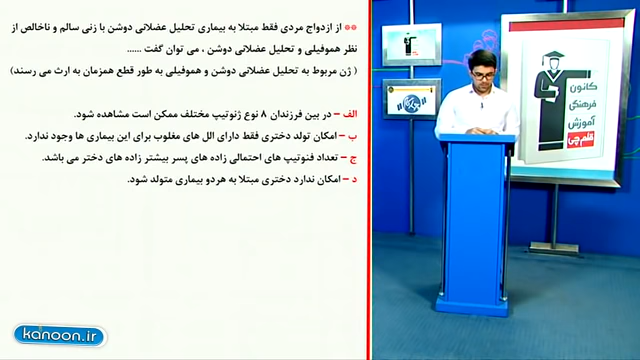 ** از ازدواج مردی فقط مبتلا به بیماری تحلیل عضلانی دوشن با زنی سالم و ناخالص از
نظر هموفیلی و تحلیل عضلانی دوشن ، می توان گفت ......
( ژن مربوط به تحلیل عضلانی دوشن و هموفیلی به طور قطع همزمان به ارث می رسند)
الف – در بین فرزندان ۸ نوع ژنوتیپ مختلف ممکن است مشاهده شود.
ب – امکان تولد دختری فقط دارای الل های مغلوب برای این بیماری ها وجود ندارد.
ج – تعداد فنوتیپ های احتمالی زاده های پسر بیشتر زاده های دختر می باشد.
د – امکان ندارد دختری مبتلا به هردو بیماری متولد شود.
کانون
فرهنگی
آموزش
قلم‌چی
kanoon.ir